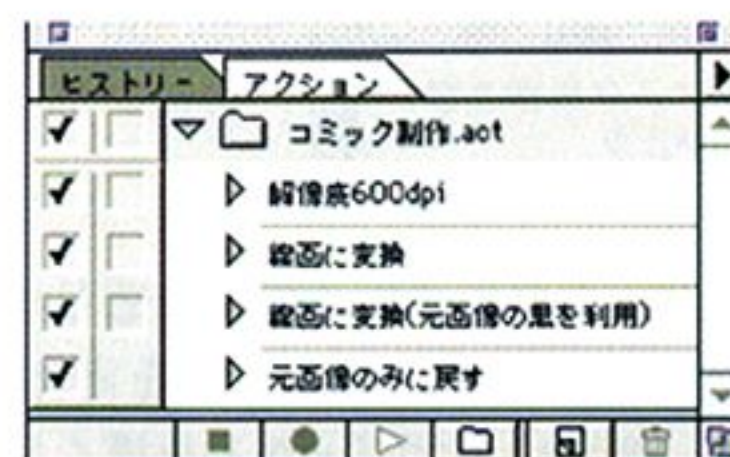 ヒストリー アクション
コミック制作.act
解像度600dpi
線画に変換
線画に変換(元画像の黒を利用)
元画像のみに戻す